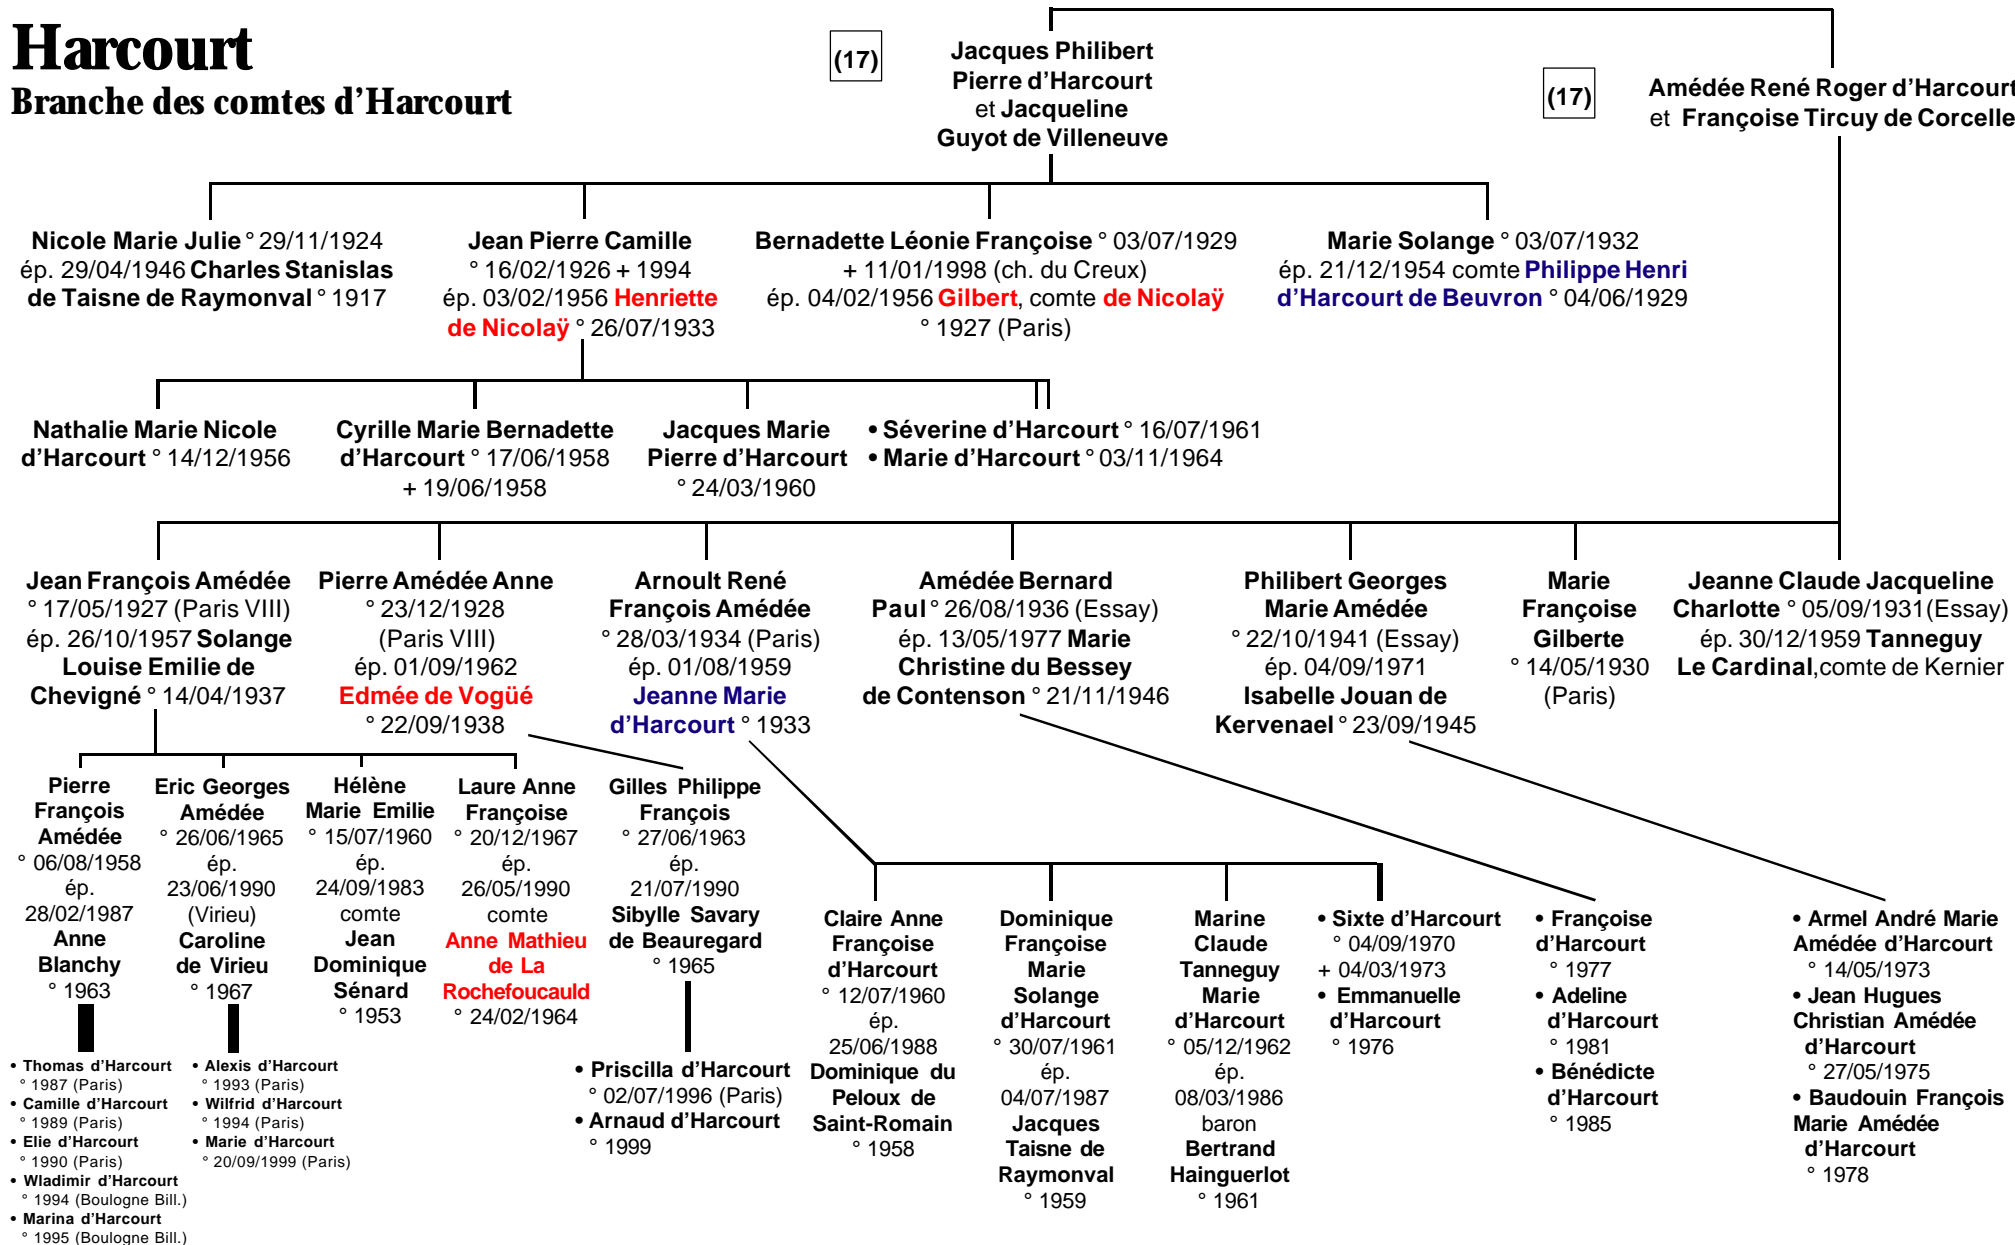 Harcourt
Branche des comtes d’Harcourt
(17)
Jacques Philibert
Pierre d’Harcourt
et Jacqueline
Guyot de Villeneuve
(17)
Amédée René Roger d’Harcourt
et Françoise Tircuy de Corcelle
Nicole Marie Julie ° 29/11/1924
ép. 29/04/1946 Charles Stanislas
de Taisne de Raymonval ° 1917
Jean Pierre Camille
° 16/02/1926 + 1994
ép. 03/02/1956 Henriette
de Nicolaÿ ° 26/07/1933
Bernadette Léonie Françoise ° 03/07/1929
+ 11/01/1998 (ch. du Creux)
ép. 04/02/1956 Gilbert, comte de Nicolaÿ
° 1927 (Paris)
Marie Solange ° 03/07/1932
ép. 21/12/1954 comte Philippe Henri
d’Harcourt de Beuvron ° 04/06/1929
Nathalie Marie Nicole
d’Harcourt ° 14/12/1956
Cyrille Marie Bernadette
d’Harcourt ° 17/06/1958
+ 19/06/1958
Jacques Marie
Pierre d’Harcourt
° 24/03/1960
• Séverine d’Harcourt ° 16/07/1961
• Marie d’Harcourt ° 03/11/1964
Jean François Amédée
° 17/05/1927 (Paris VIII)
ép. 26/10/1957 Solange
Louise Emilie de
Chevigné ° 14/04/1937
Pierre Amédée Anne
° 23/12/1928
(Paris VIII)
ép. 01/09/1962
Edmée de Vogüé
° 22/09/1938
Arnoult René
François Amédée
° 28/03/1934 (Paris)
ép. 01/08/1959
Jeanne Marie
d’Harcourt ° 1933
Amédée Bernard
Paul ° 26/08/1936 (Essay)
ép. 13/05/1977 Marie
Christine du Bessey
de Contenson ° 21/11/1946
Philibert Georges
Marie Amédée
° 22/10/1941 (Essay)
ép. 04/09/1971
Isabelle Jouan de
Kervenael ° 23/09/1945
Marie
Françoise
Gilberte
° 14/05/1930
(Paris)
Jeanne Claude Jacqueline
Charlotte ° 05/09/1931(Essay)
ép. 30/12/1959 Tanneguy
Le Cardinal,comte de Kernier
Pierre
François
Amédée
° 06/08/1958
ép.
28/02/1987
Anne
Blanchy
° 1963
Eric Georges
Amédée
° 26/06/1965
ép.
23/06/1990
(Virieu)
Caroline
de Virieu
° 1967
Hélène
Marie Emilie
° 15/07/1960
ép.
24/09/1983
comte
Jean
Dominique
Sénard
° 1953
Laure Anne
Françoise
° 20/12/1967
ép.
26/05/1990
comte
Anne Mathieu
de La
Rochefoucauld
° 24/02/1964
Gilles Philippe
François
° 27/06/1963
ép.
21/07/1990
Sibylle Savary
de Beauregard
° 1965
Claire Anne
Françoise
d’Harcourt
° 12/07/1960
ép.
25/06/1988
Dominique du
Peloux de
Saint-Romain
° 1958
Dominique
Françoise
Marie
Solange
d’Harcourt
° 30/07/1961
ép.
04/07/1987
Jacques
Taisne de
Raymonval
° 1959
Marine
Claude
Tanneguy
Marie
d’Harcourt
° 05/12/1962
ép.
08/03/1986
baron
Bertrand
Hainguerlot
° 1961
• Sixte d’Harcourt
° 04/09/1970
+ 04/03/1973
• Emmanuelle
d’Harcourt
° 1976
• Françoise
d’Harcourt
° 1977
• Adeline
d’Harcourt
° 1981
• Bénédicte
d’Harcourt
° 1985
• Armel André Marie
Amédée d’Harcourt
° 14/05/1973
• Jean Hugues
Christian Amédée
d’Harcourt
° 27/05/1975
• Baudouin François
Marie Amédée
d’Harcourt
° 1978
• Thomas d’Harcourt
° 1987 (Paris)
• Camille d’Harcourt
° 1989 (Paris)
• Elie d’Harcourt
° 1990 (Paris)
• Wladimir d’Harcourt
° 1994 (Boulogne Bill.)
• Marina d’Harcourt
° 1995 (Boulogne Bill.)
• Alexis d’Harcourt
° 1993 (Paris)
• Wilfrid d’Harcourt
° 1994 (Paris)
• Marie d’Harcourt
° 20/09/1999 (Paris)
• Priscilla d’Harcourt
° 02/07/1996 (Paris)
• Arnaud d’Harcourt
° 1999